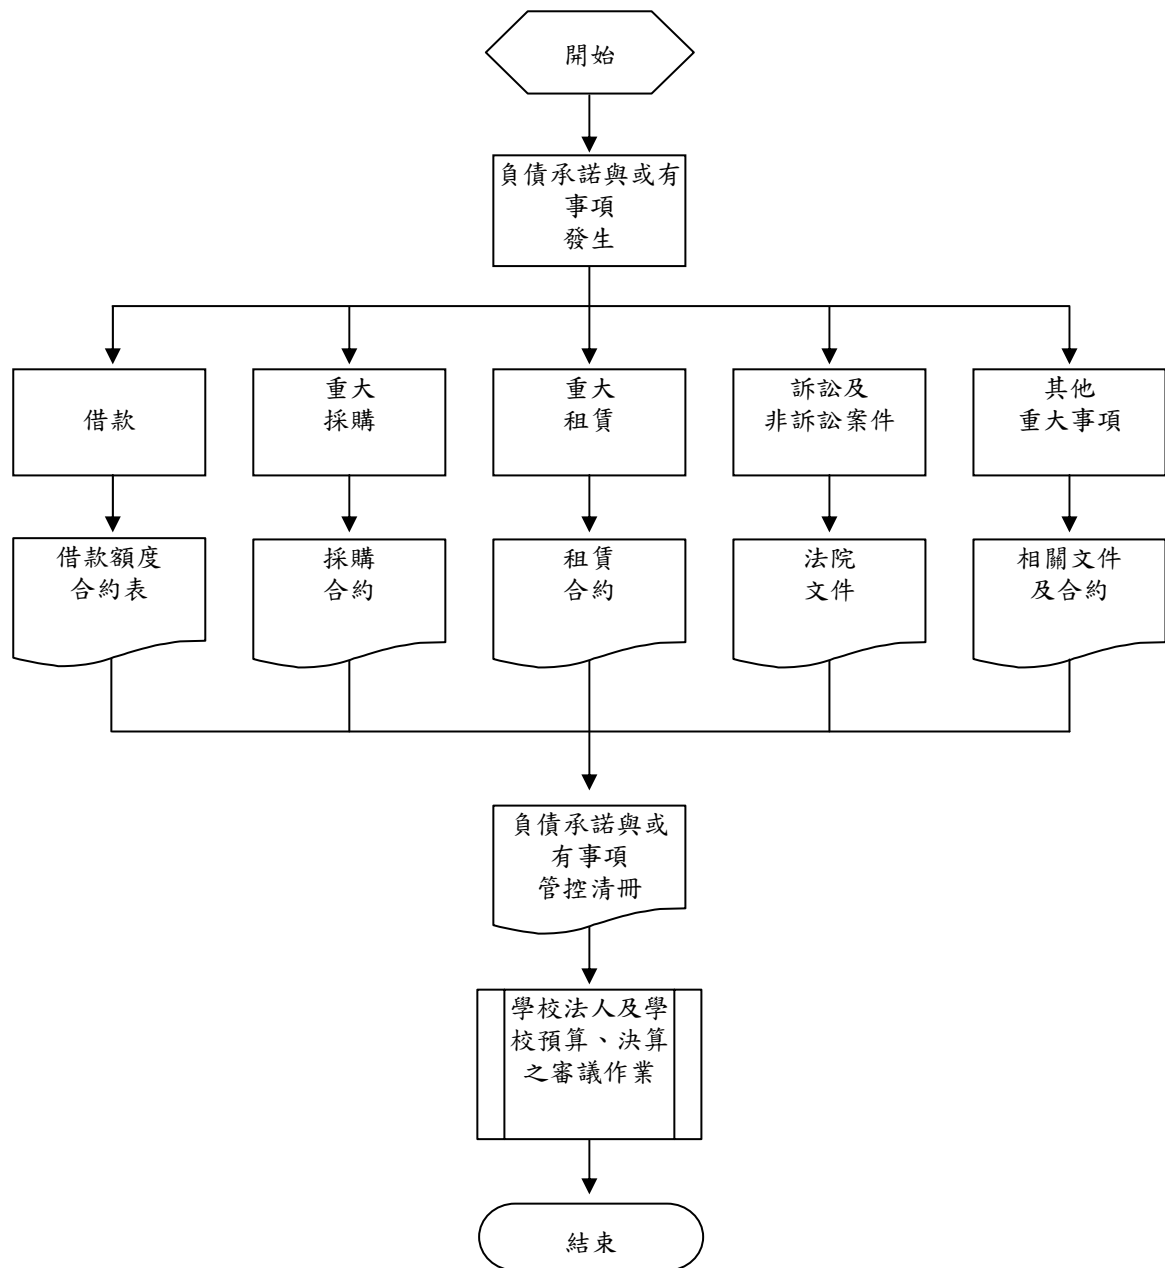 開始
負債承諾與或有
事項
發生
借款
重大
採購
重大
租賃
訴訟及
非訴訟案件
其他
重大事項
借款額度
合約表
採購
合約
租賃
合約
法院
文件
相關文件
及合約
負債承諾與或
有事項
管控清冊
學校法人及學
校預算、決算
之審議作業
結束